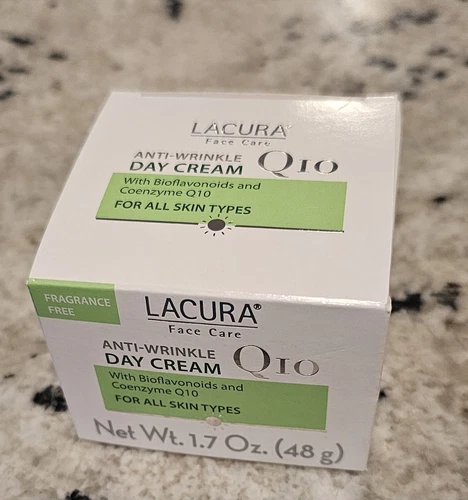 LACURA®
Face Care
ANTI-WRINKLE
DAY CREAM Q10
With Bioflavonoids and
Coenzyme Q10
FOR ALL SKIN TYPES
FRAGRANCE
FREE
LACURA®
Face Care
ANTI-WRINKLE
DAY CREAM Q10
With Bioflavonoids and
Coenzyme Q10
FOR ALL SKIN TYPES
Net Wt. 1.7 Oz. (48 g)